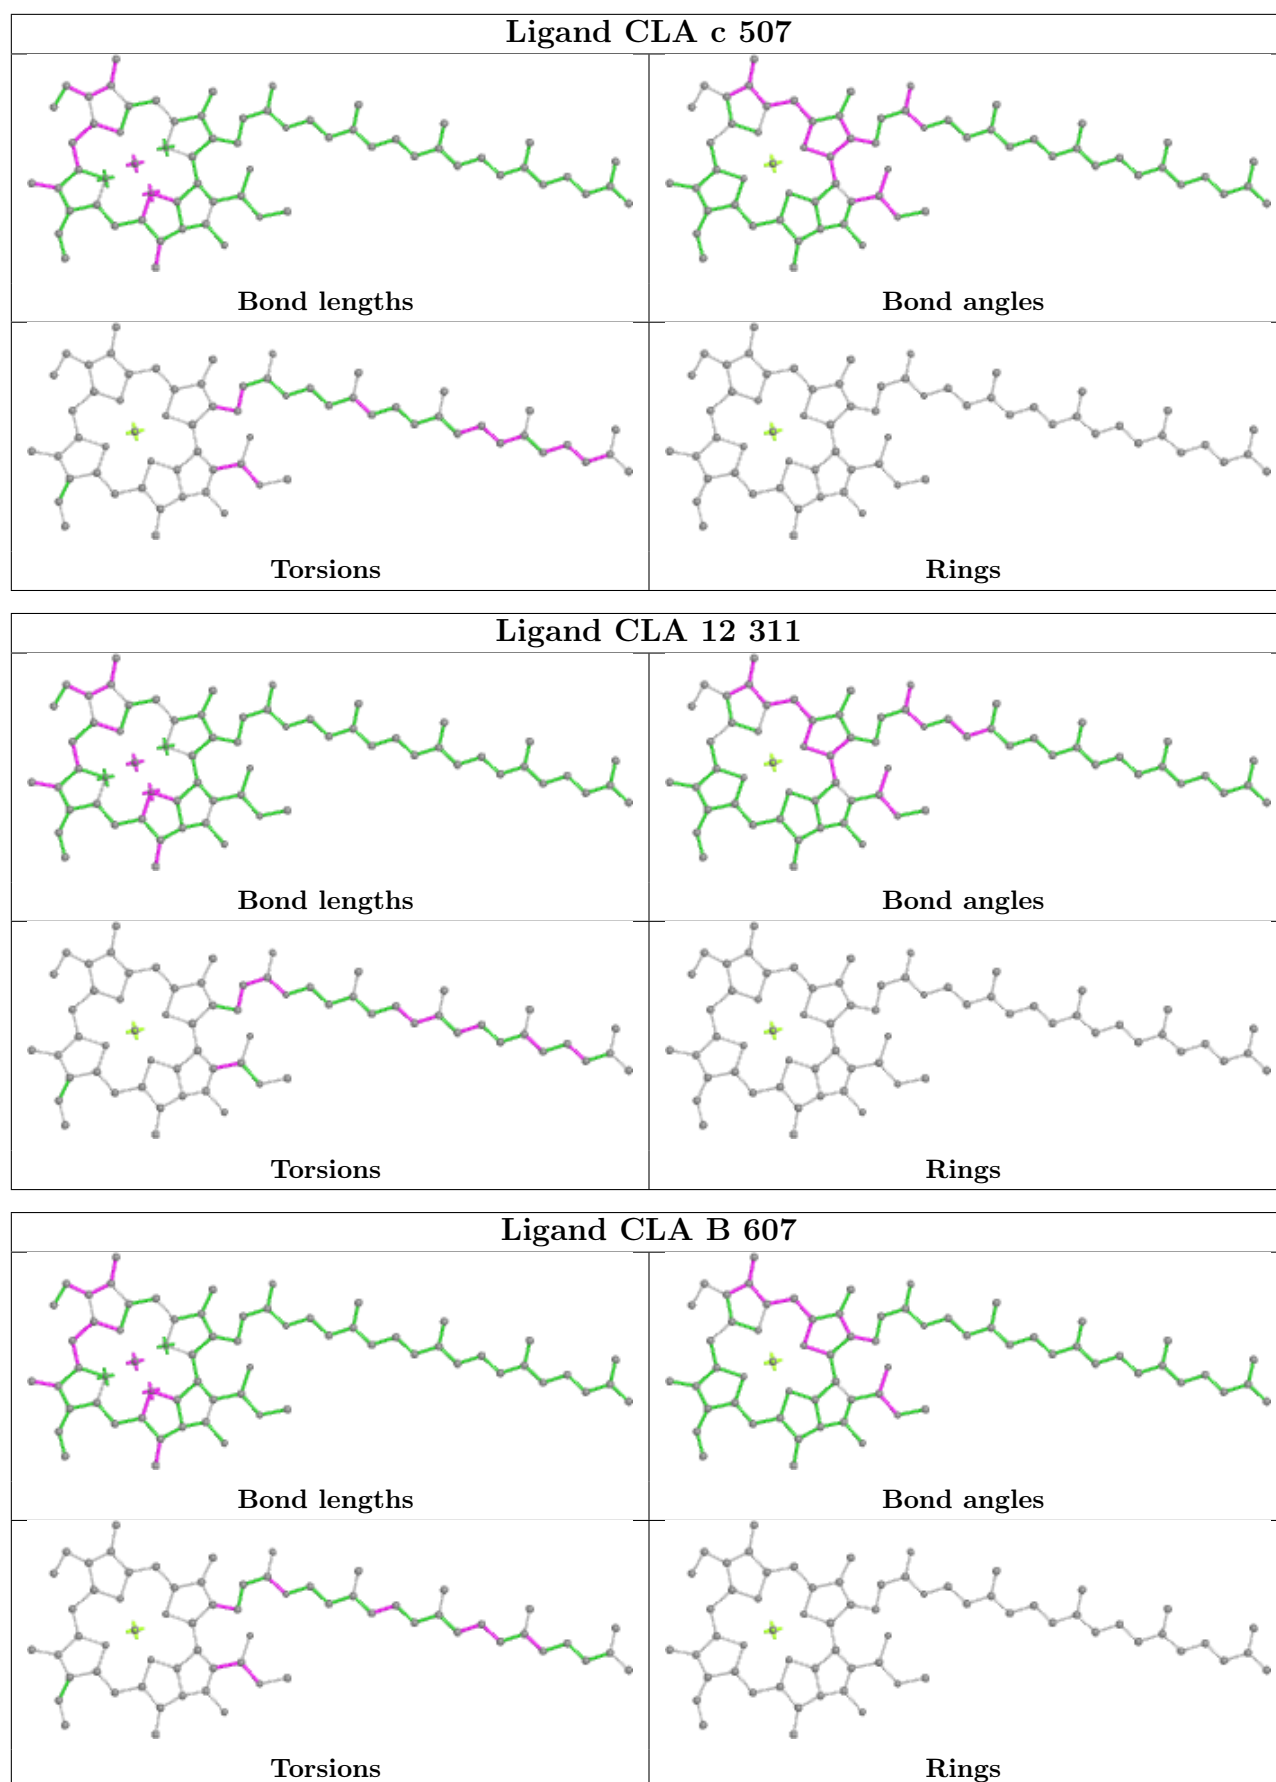 Ligand CLA c 507
Bond lengths
Bond angles
Torsions
Rings
Ligand CLA 12 311
Bond lengths
Bond angles
Torsions
Rings
Ligand CLA B 607
Bond lengths
Bond angles
Torsions
Rings